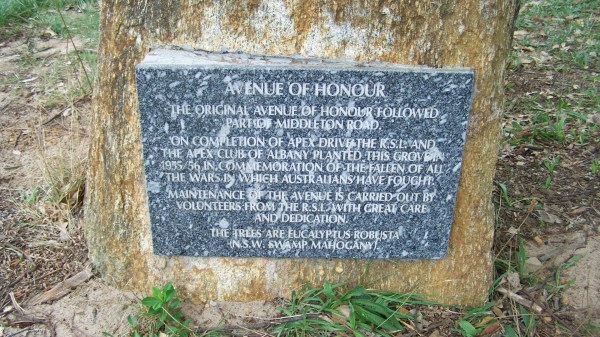 AVENUE OF HONOUR
THE ORIGINAL AVENUE OF HONOUR FOLLOWED
PART OF MIDDLETON ROAD.
ON COMPLETION OF APEX DRIVE THE R.S.L. AND
THE APEX CLUB OF ALBANY PLANTED THIS GROVE IN
1955-56 IN COMMEMORATION OF THE FALLEN OF ALL
THE WARS IN WHICH AUSTRALIANS HAVE FOUGHT.
MAINTENANCE OF THE AVENUE IS CARRIED OUT BY
VOLUNTEERS FROM THE R.S.L. WITH GREAT CARE
AND DEDICATION.
THE TREES ARE EUCALYPTUS ROBUSTA
(N.S.W. SWAMP MAHOGANY).